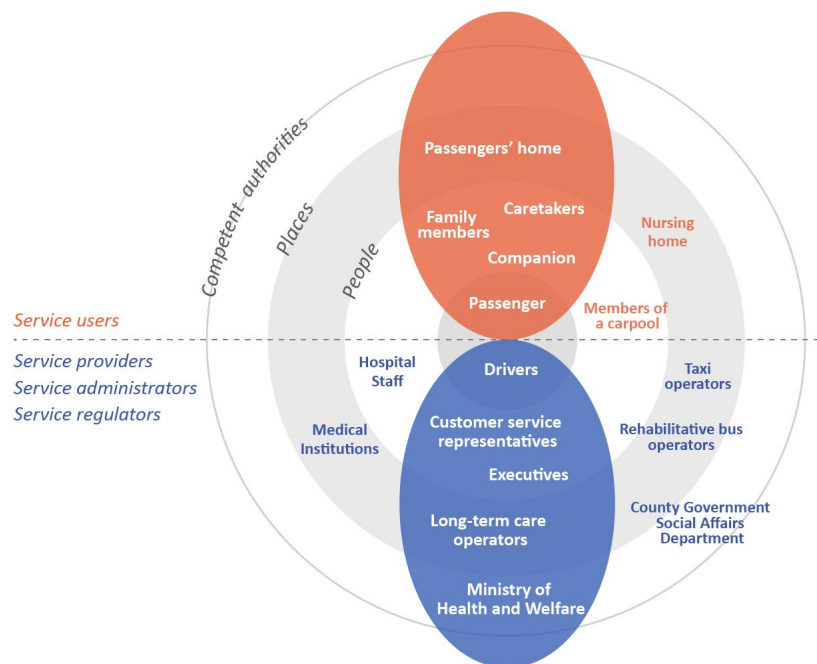 Competent authorities
Places
People
Passengers’ home
Family
members
Caretakers
Companion
Passenger
Nursing
home
Members of
a carpool
Service users
Service providers
Service administrators
Service regulators
Hospital
Staff
Drivers
Taxi
operators
Medical
Institutions
Customer service
representatives
Rehabilitative bus
operators
Executives
Long-term care
operators
County Government
Social Affairs
Department
Ministry of
Health and Welfare